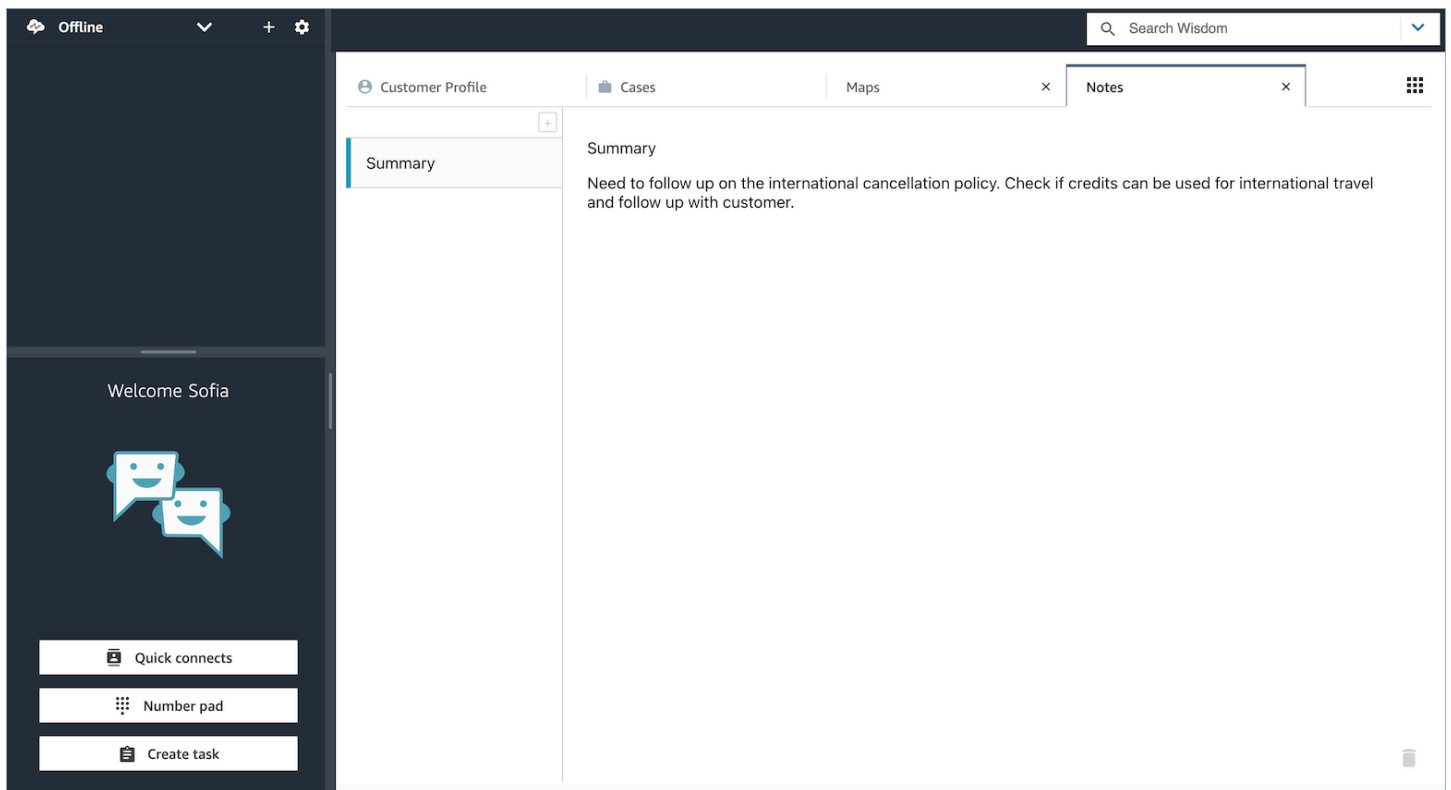 Offline
Search Wisdom
Customer Profile
Cases
Maps
Notes
Summary
Summary
Need to follow up on the international cancellation policy. Check if credits can be used for international travel
and follow up with customer.
Welcome Sofia
Quick connects
Number pad
Create task